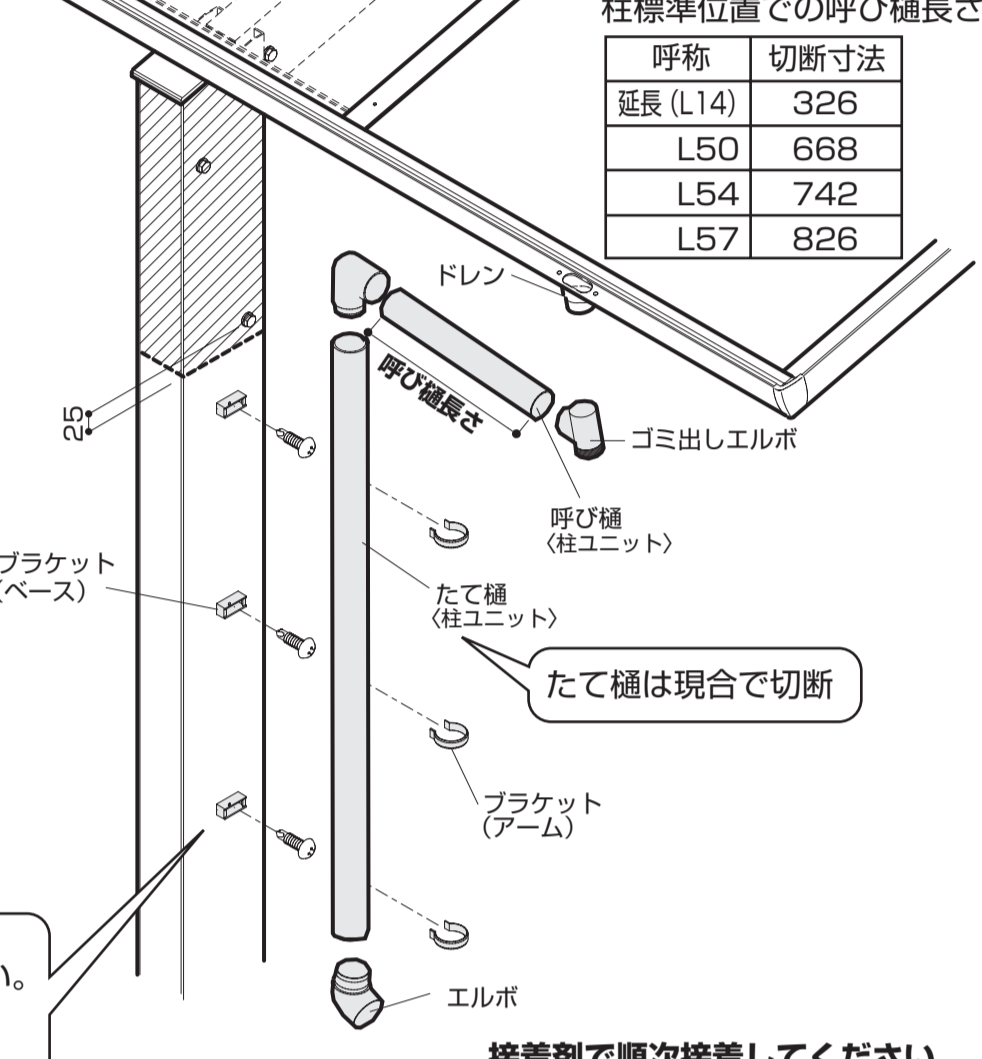 柱標準位置での呼び樋長さ
呼称 切断寸法
延長(L14) 326
L50 668
L54 742
L57 826
ドレン
呼び樋長さ
25
ゴミ出しエルボ
呼び樋
〈柱ユニット〉
ブラケット
(ベース)
たて樋
〈柱ユニット〉
たて樋は現合で切断
ブラケット
(アーム)
い。
エルボ
接着剤で順次接着してください